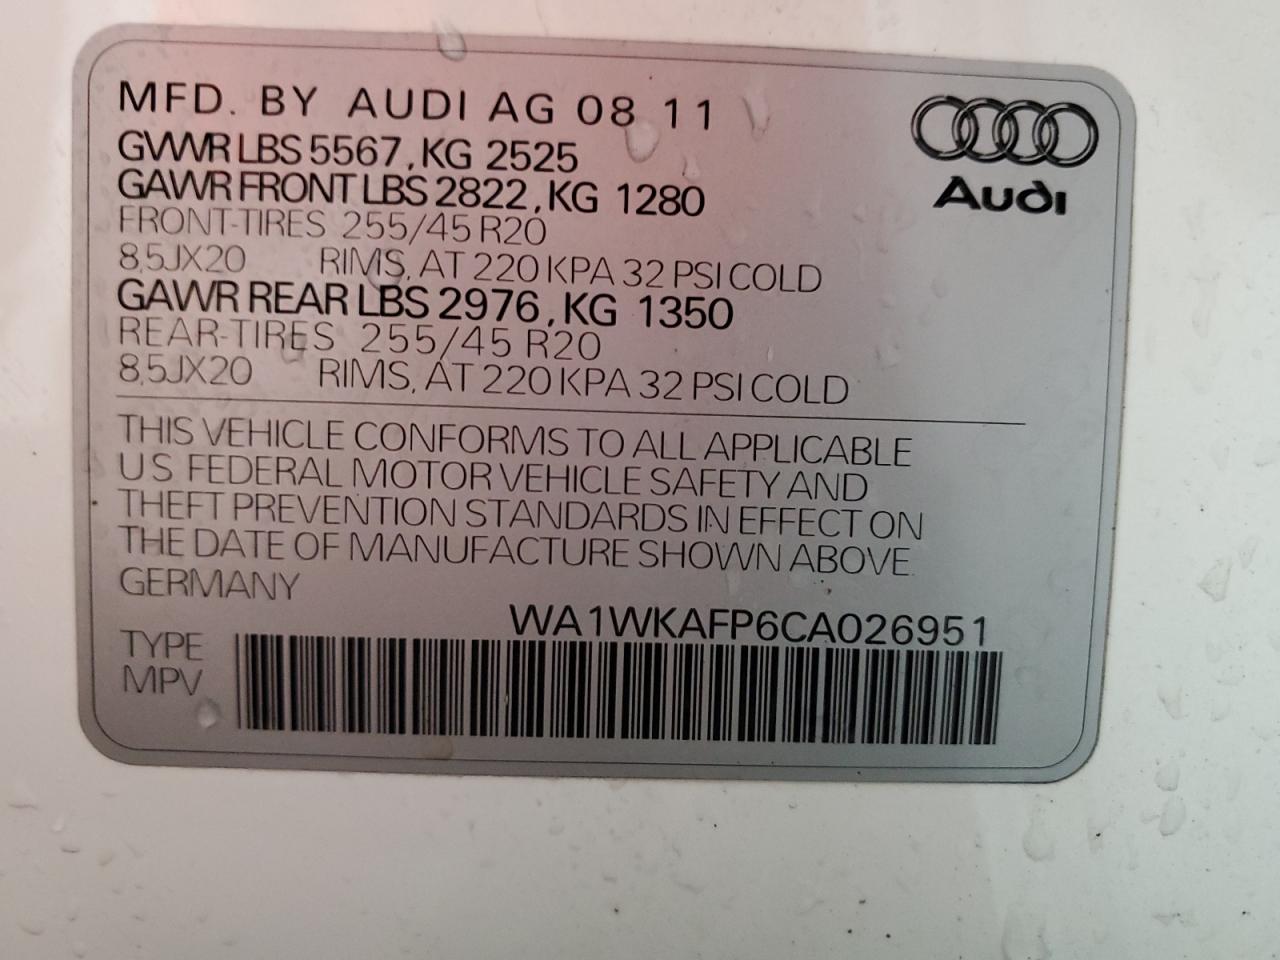 MFD. BY AUDI AG 08 11
GVWR LBS 5567, KG 2525
GAWR FRONT LBS 2822, KG 1280
FRONT-TIRES 255/45 R20
8,5JX20 RIMS, AT 220 KPA 32 PSI COLD
GAWR REAR LBS 2976, KG 1350
REAR-TIRES 255/45 R20
8,5JX20 RIMS, AT 220 KPA 32 PSI COLD
Audi
THIS VEHICLE CONFORMS TO ALL APPLICABLE
US FEDERAL MOTOR VEHICLE SAFETY AND
THEFT PREVENTION STANDARDS IN EFFECT ON
THE DATE OF MANUFACTURE SHOWN ABOVE.
GERMANY
WA1WKAFP6CA026951
TYPE
MPV